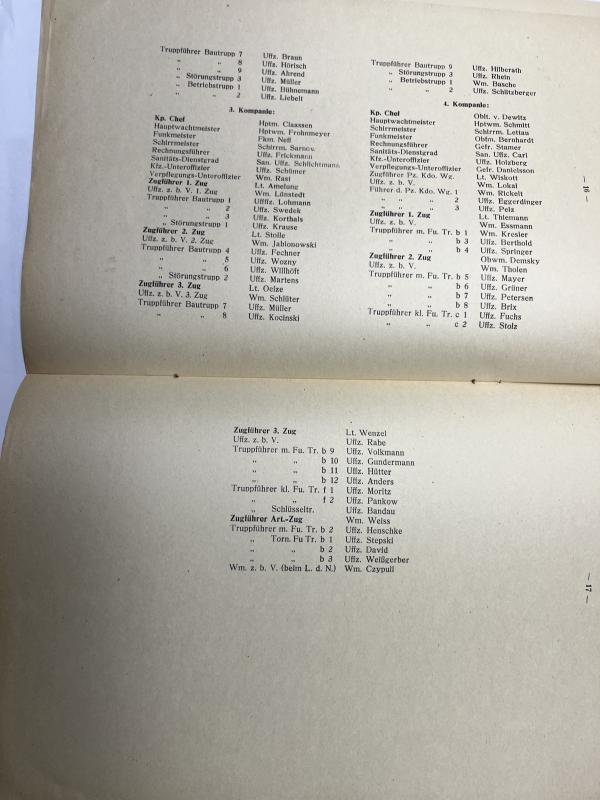 Truppführer Bautrupp 7 Uffz. Braun
„ „ 8 Uffz. Hörisch
„ „ 9 Uffz. Ahrend
„ Störungstrupp 3 Uffz. Müller
„ Betriebstrupp 1 Uffz. Bühnemann
„ „ 2 Uffz. Liebelt
3. Kompanie:
Kp. Chef Hptm. Claassen
Hauptwachtmeister Hptwm. Frohnmeyer
Funkmeister Fkm. Nell
Schirrmeister Schirrm. Sarnow
Rechnungsführer Uffz. Frickmann
Sanitäts-Dienstgrad San. Uffz. Schlichtmann
Kfz.-Unteroffizier Uffz. Schümer
Verpflegungs-Unteroffizier Wm. Rasi
Zugführer 1. Zug Lt. Amelung
Uffz. z. b. V. 1. Zug Wm. Lünstedt
Truppführer Bautrupp 1 Ufffz. Lohmann
„ „ 2 Uffz. Swedek
„ „ 3 Uffz. Korthals
„ Störungstrupp 1 Uffz. Krause
Zugführer 2. Zug Lt. Stolle
Uffz. z. b. V. 2. Zug Wm. Jablonowski
Truppführer Bautrupp 4 Uffz. Fechner
„ „ 5 Uffz. Wozny
„ „ 6 Uffz. Willhöft
„ Störungstrupp 2 Uffz. Martens
Zugführer 3. Zug Lt. Oelze
Uffz. z. b. V. 3. Zug Wm. Schlüter
Truppführer Bautrupp 7 Uffz. Müller
„ „ 8 Uffz. Kocinski
Truppführer Bautrupp 9 Uffz. Hilberath
„ Störungstrupp 3 Uffz. Rhein
„ Betriebstrupp 1 Wm. Basche
„ „ 2 Uffz. Schlitzberger
4. Kompanie:
Kp. Chef Oblt. v. Dewitz
Hauptwachtmeister Hptwm. Schmitt
Schirrmeister Schirrm. Lettau
Funkmeister Obfm. Bernhardt
Rechnungsführer Gefr. Stamer
Sanitäts-Dienstgrad San. Uffz. Carl
Kfz.-Unteroffizier Uffz. Holzberg
Verpflegungs-Unteroffizier Gefr. Danielsson
Zugführer Pz. Kdo. Wg. Lt. Wiskott
Uffz. z. b. V. Wm. Lokal
Führer d. Pz. Kdo. Wg. 1 Wm. Rickelt
„ „ „ 2 Uffz. Eggerdinger
„ „ „ 3 Uffz. Pelz
Zugführer 1. Zug Lt. Thiemann
Uffz. z. b. V. Wm. Essmann
Truppführer m. Fu. Tr. b 1 Wm. Kresler
„ „ b 3 Uffz. Berthold
„ „ b 4 Uffz. Springer
Zugführer 2. Zug Obwm. Demsky
Uffz. z. b. V. Wm. Tholen
Truppführer m. Fu. Tr. b 5 Uffz. Mayer
„ „ b 6 Uffz. Grüner
„ „ b 7 Uffz. Petersen
„ „ b 8 Uffz. Brix
Truppführer kl. Fu. Tr. c 1 Uffz. Fuchs
„ „ c 2 Uffz. Stolz
— 16 —
Zugführer 3. Zug Lt. Wenzel
Uffz. z. b. V. Uffz. Rabe
Truppführer m. Fu. Tr. b 9 Uffz. Volkmann
„ „ b 10 Uffz. Gundermann
„ „ b 11 Uffz. Hütter
„ „ b 12 Uffz. Anders
Truppführer kl. Fu. Tr. f 1 Uffz. Moritz
„ „ f 2 Uffz. Pankow
„ Schlüsseltr. Uffz. Bandau
Zugführer Art.-Zug Wm. Weiss
Truppführer m. Fu. Tr. b 2 Uffz. Henschke
„ Torn. Fu Tr. b 1 Uffz. Stepski
„ „ b 2 Uffz. David
„ „ b 3 Uffz. Weißgerber
Wm. z. b. V. (beim L. d. N.) Wm. Czypull
— 17 —